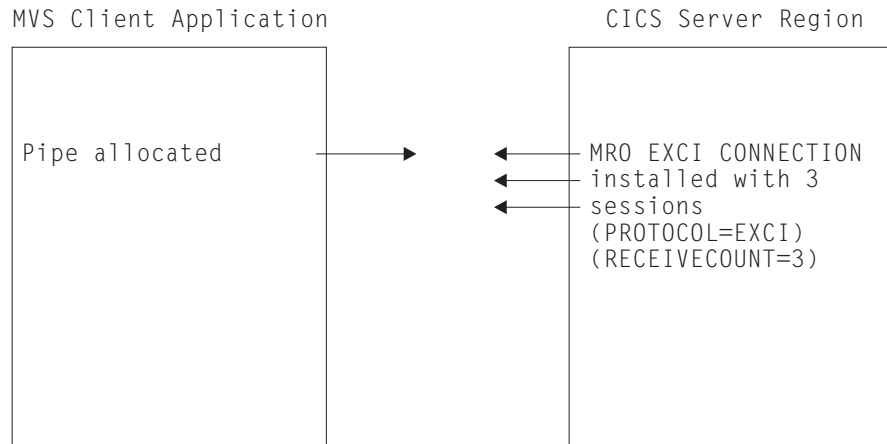 MVS Client Application
CICS Server Region
Pipe allocated
MRO EXCI CONNECTION
installed with 3
sessions
(PROTOCOL=EXCI)
(RECEIVECOUNT=3)